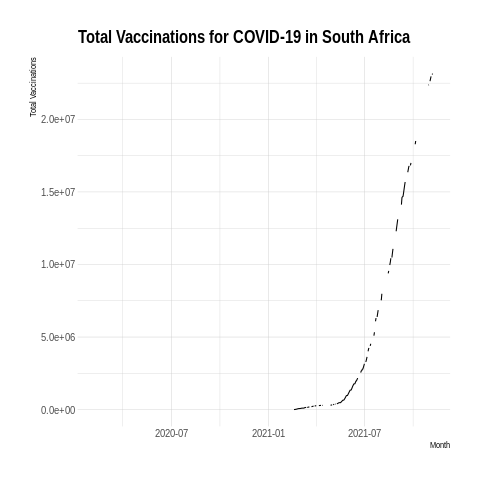 Total Vaccinations for COVID-19 in South Africa
Total Vaccinations
2.0e+07
1.5e+07
1.0e+07
5.0e+06
0.0e+00
2020-07
2021-01
2021-07
Month